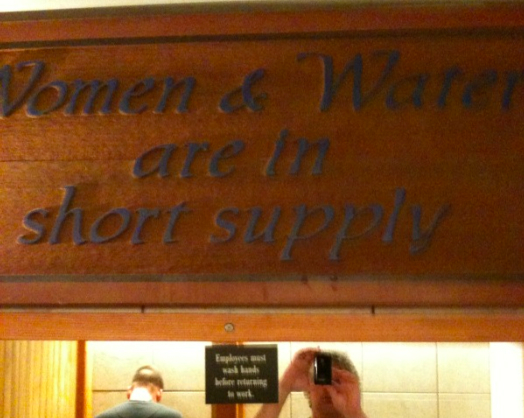 Women & Water
are in
short supply
Employees must
wash hands
before returning
to work.